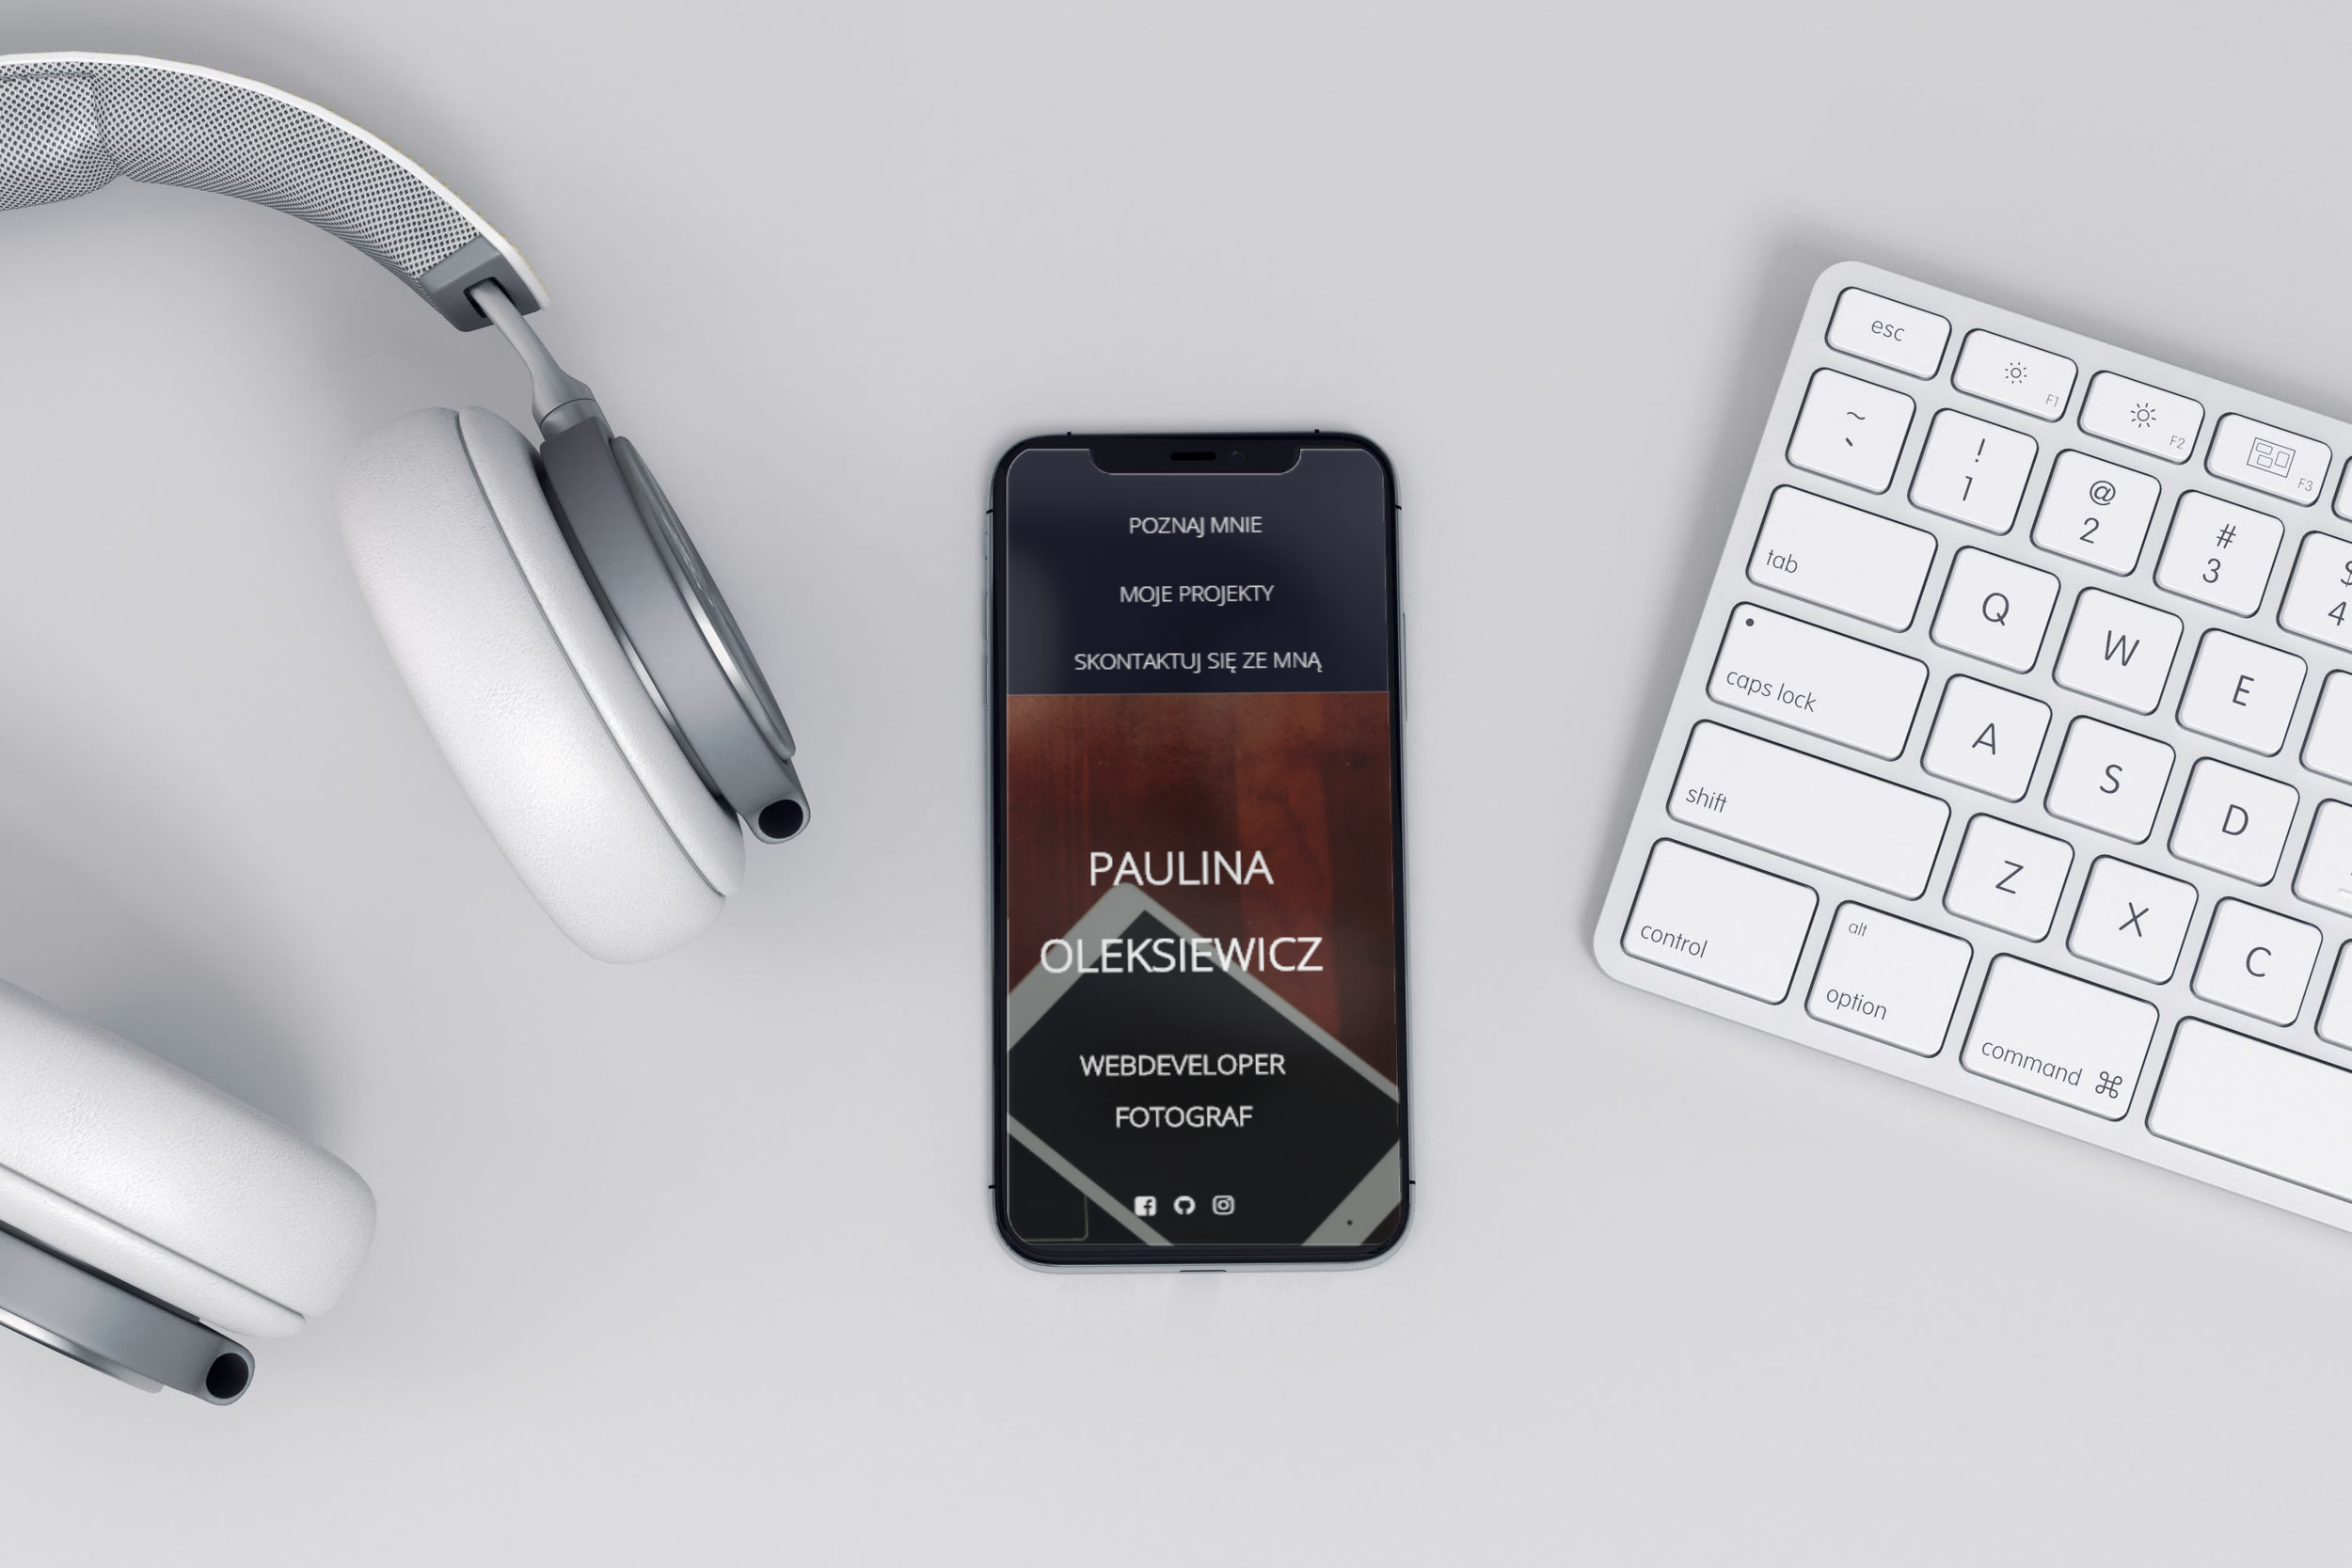 POZNAJ MNIE
MOJE PROJEKTY
SKONTAKTUJ SIĘ ZE MNĄ
PAULINA
OLEKSIEWICZ
WEBDEVELOPER
FOTOGRAF
esc
F1
F2
F3
~
`
!
1
@
2
#
3
$
4
tab
Q
W
E
caps lock
A
S
D
shift
Z
X
C
control
alt
option
command ⌘